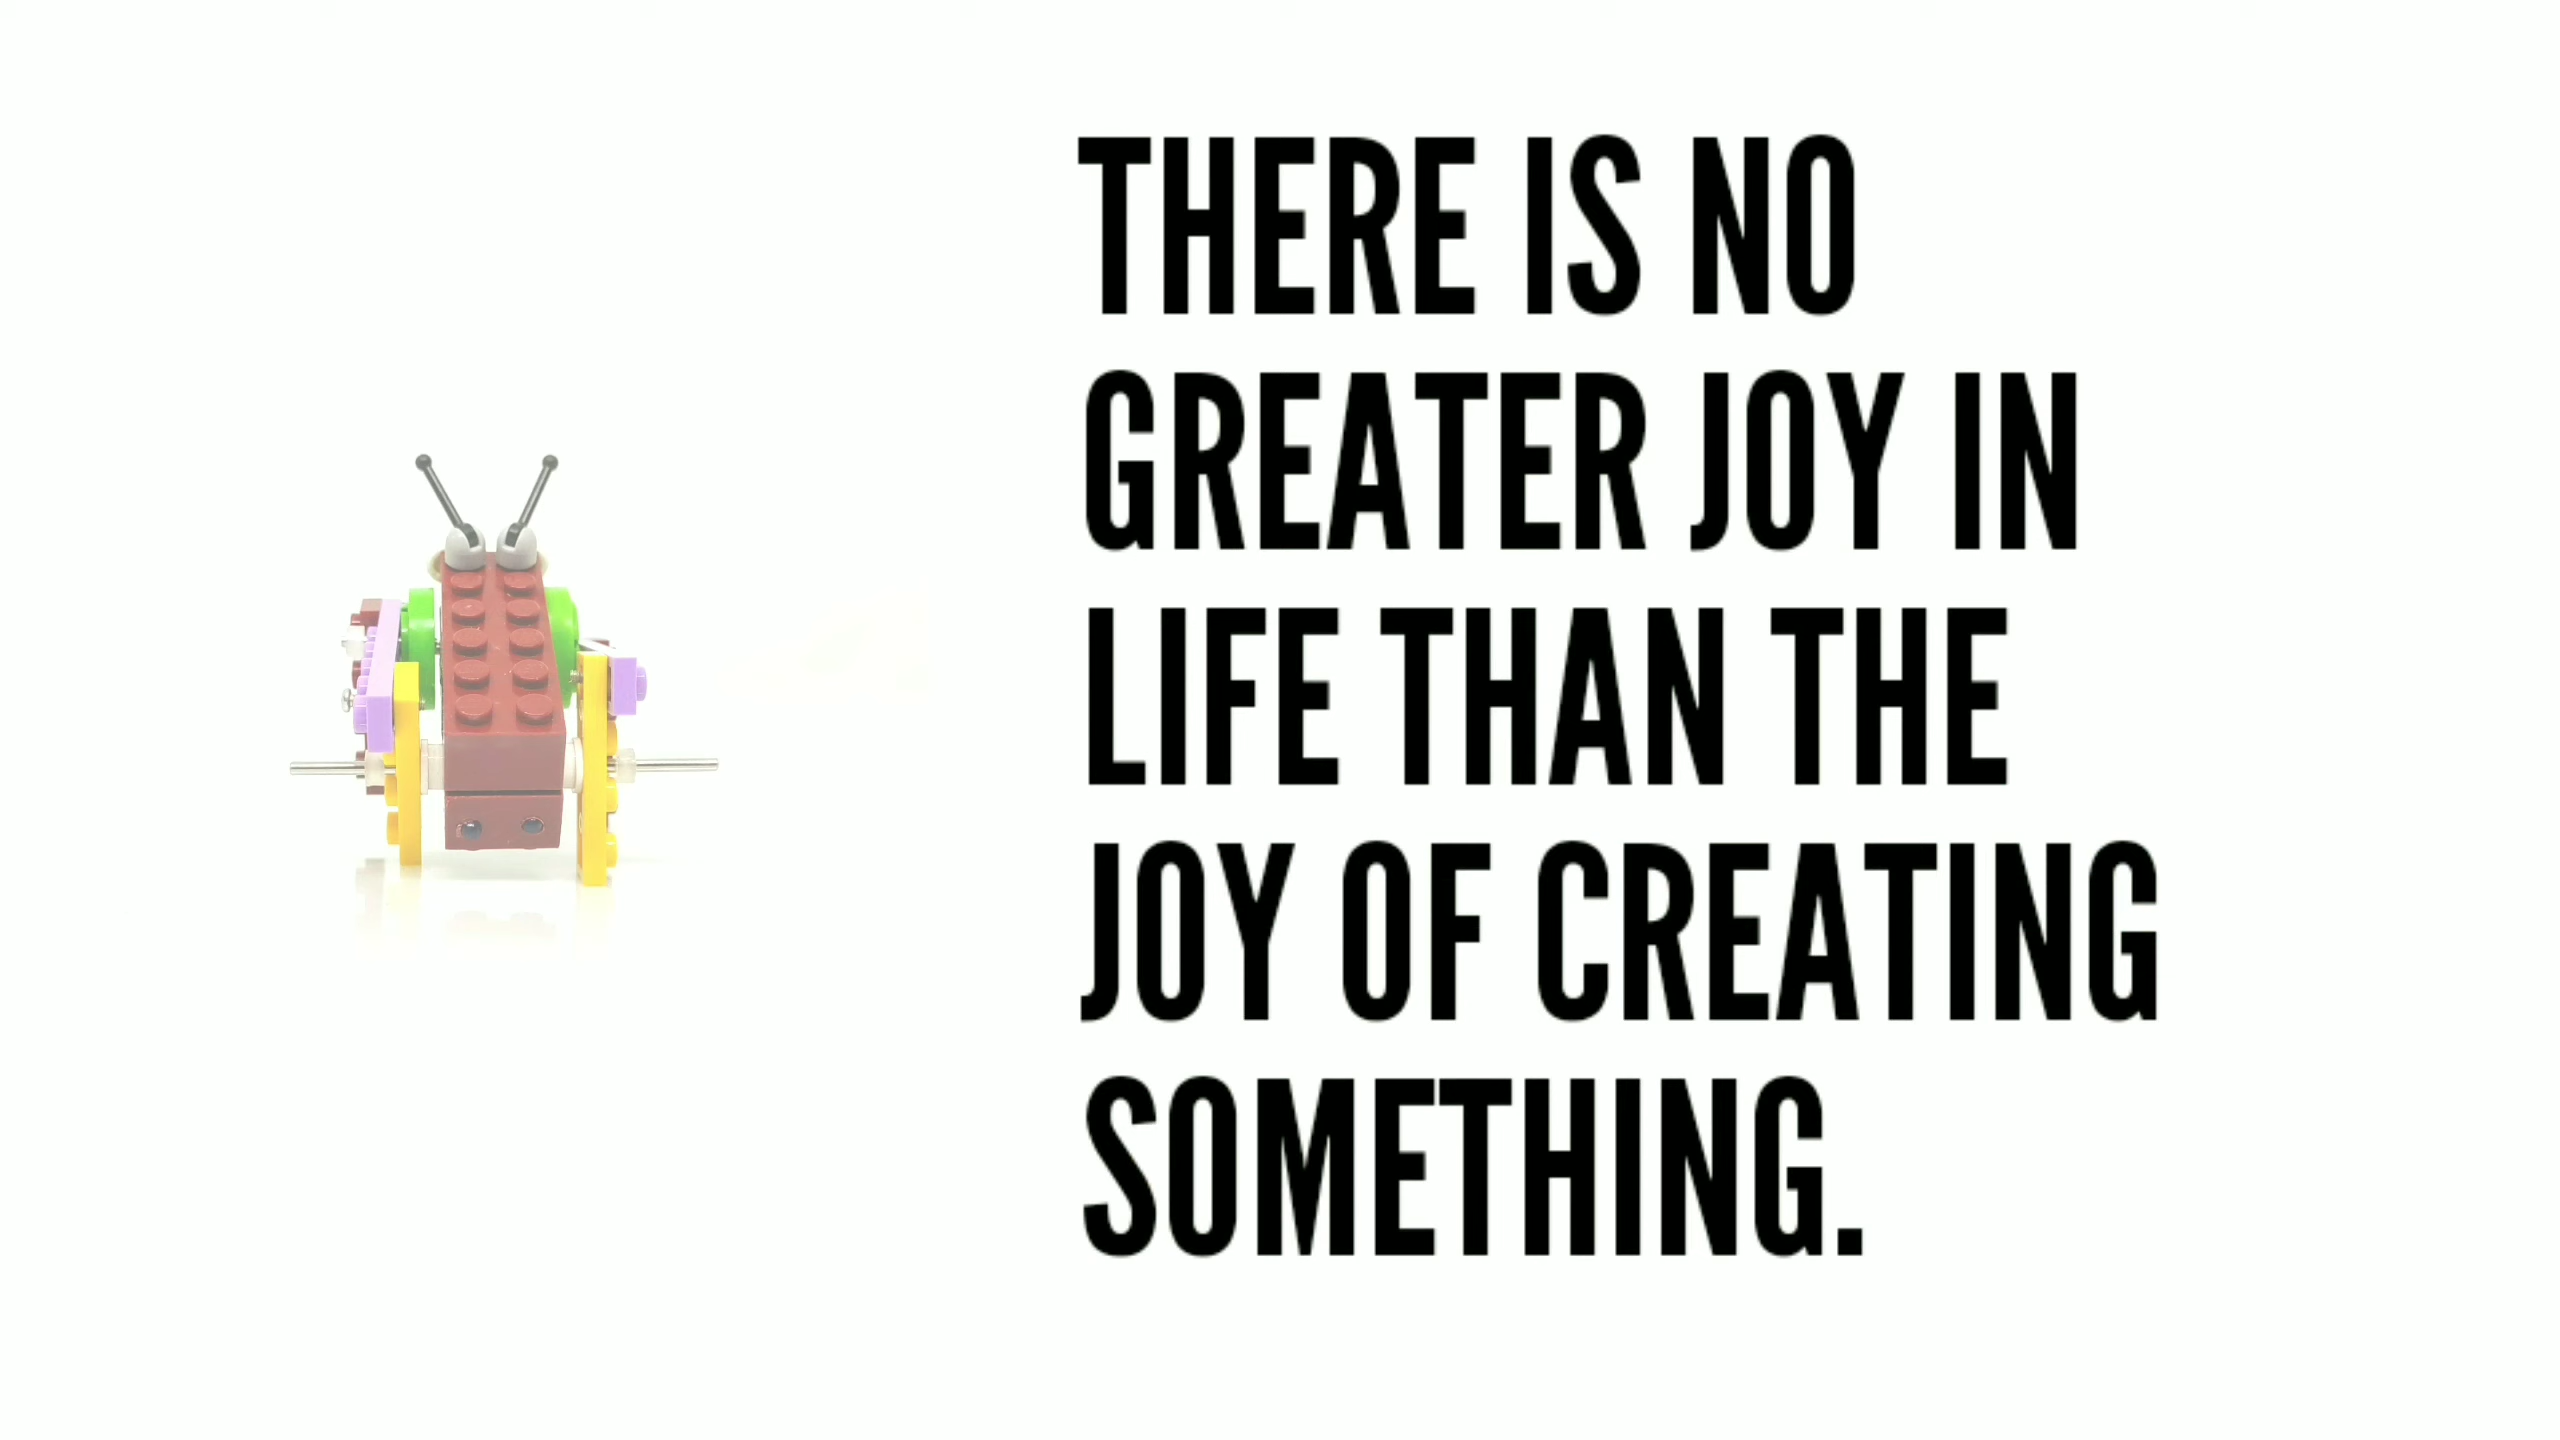 THERE IS NO
GREATER JOY IN
LIFE THAN THE
JOY OF CREATING
SOMETHING.